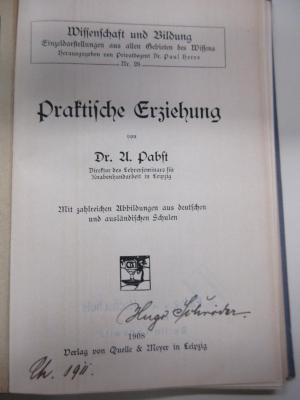 Wissenschaft und Bildung
Einzeldarstellungen aus allen Gebieten des Wissens
Herausgegeben von Privatdozent Dr. Paul Herre
Nr. 28
Praktische Erziehung
von
Dr. A. Pabst
Direktor des Lehrerseminars für
Knabenhandarbeit in Leipzig
Mit zahlreichen Abbildungen aus deutschen
und ausländischen Schulen
Hugo Schröder.
1908
Verlag von Quelle & Meyer in Leipzig